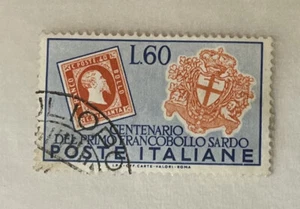 L.60
CENTENARIO
DEL PRIMO FRANCOBOLLO SARDO
POSTE ITALIANE